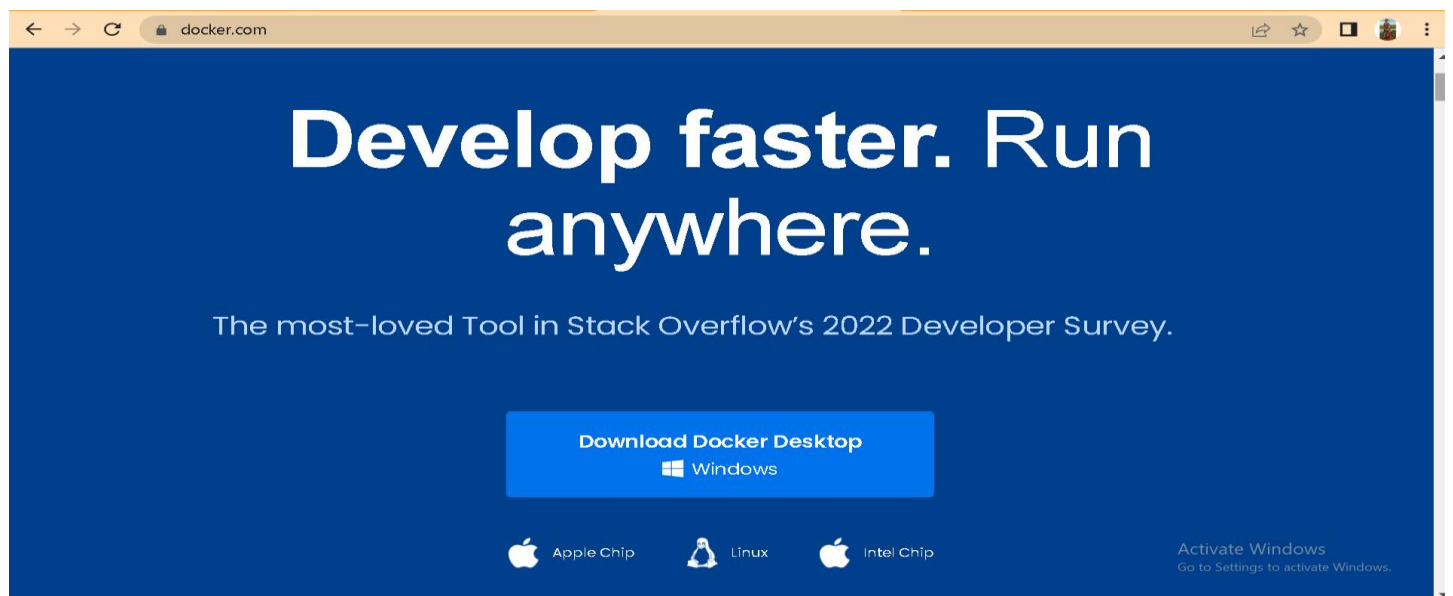 docker.com
Develop faster. Run
anywhere.
The most-loved Tool in Stack Overflow's 2022 Developer Survey.
Download Docker Desktop
Windows
Apple Chip Linux Intel Chip
Activate Windows
Go to Settings to activate Windows.